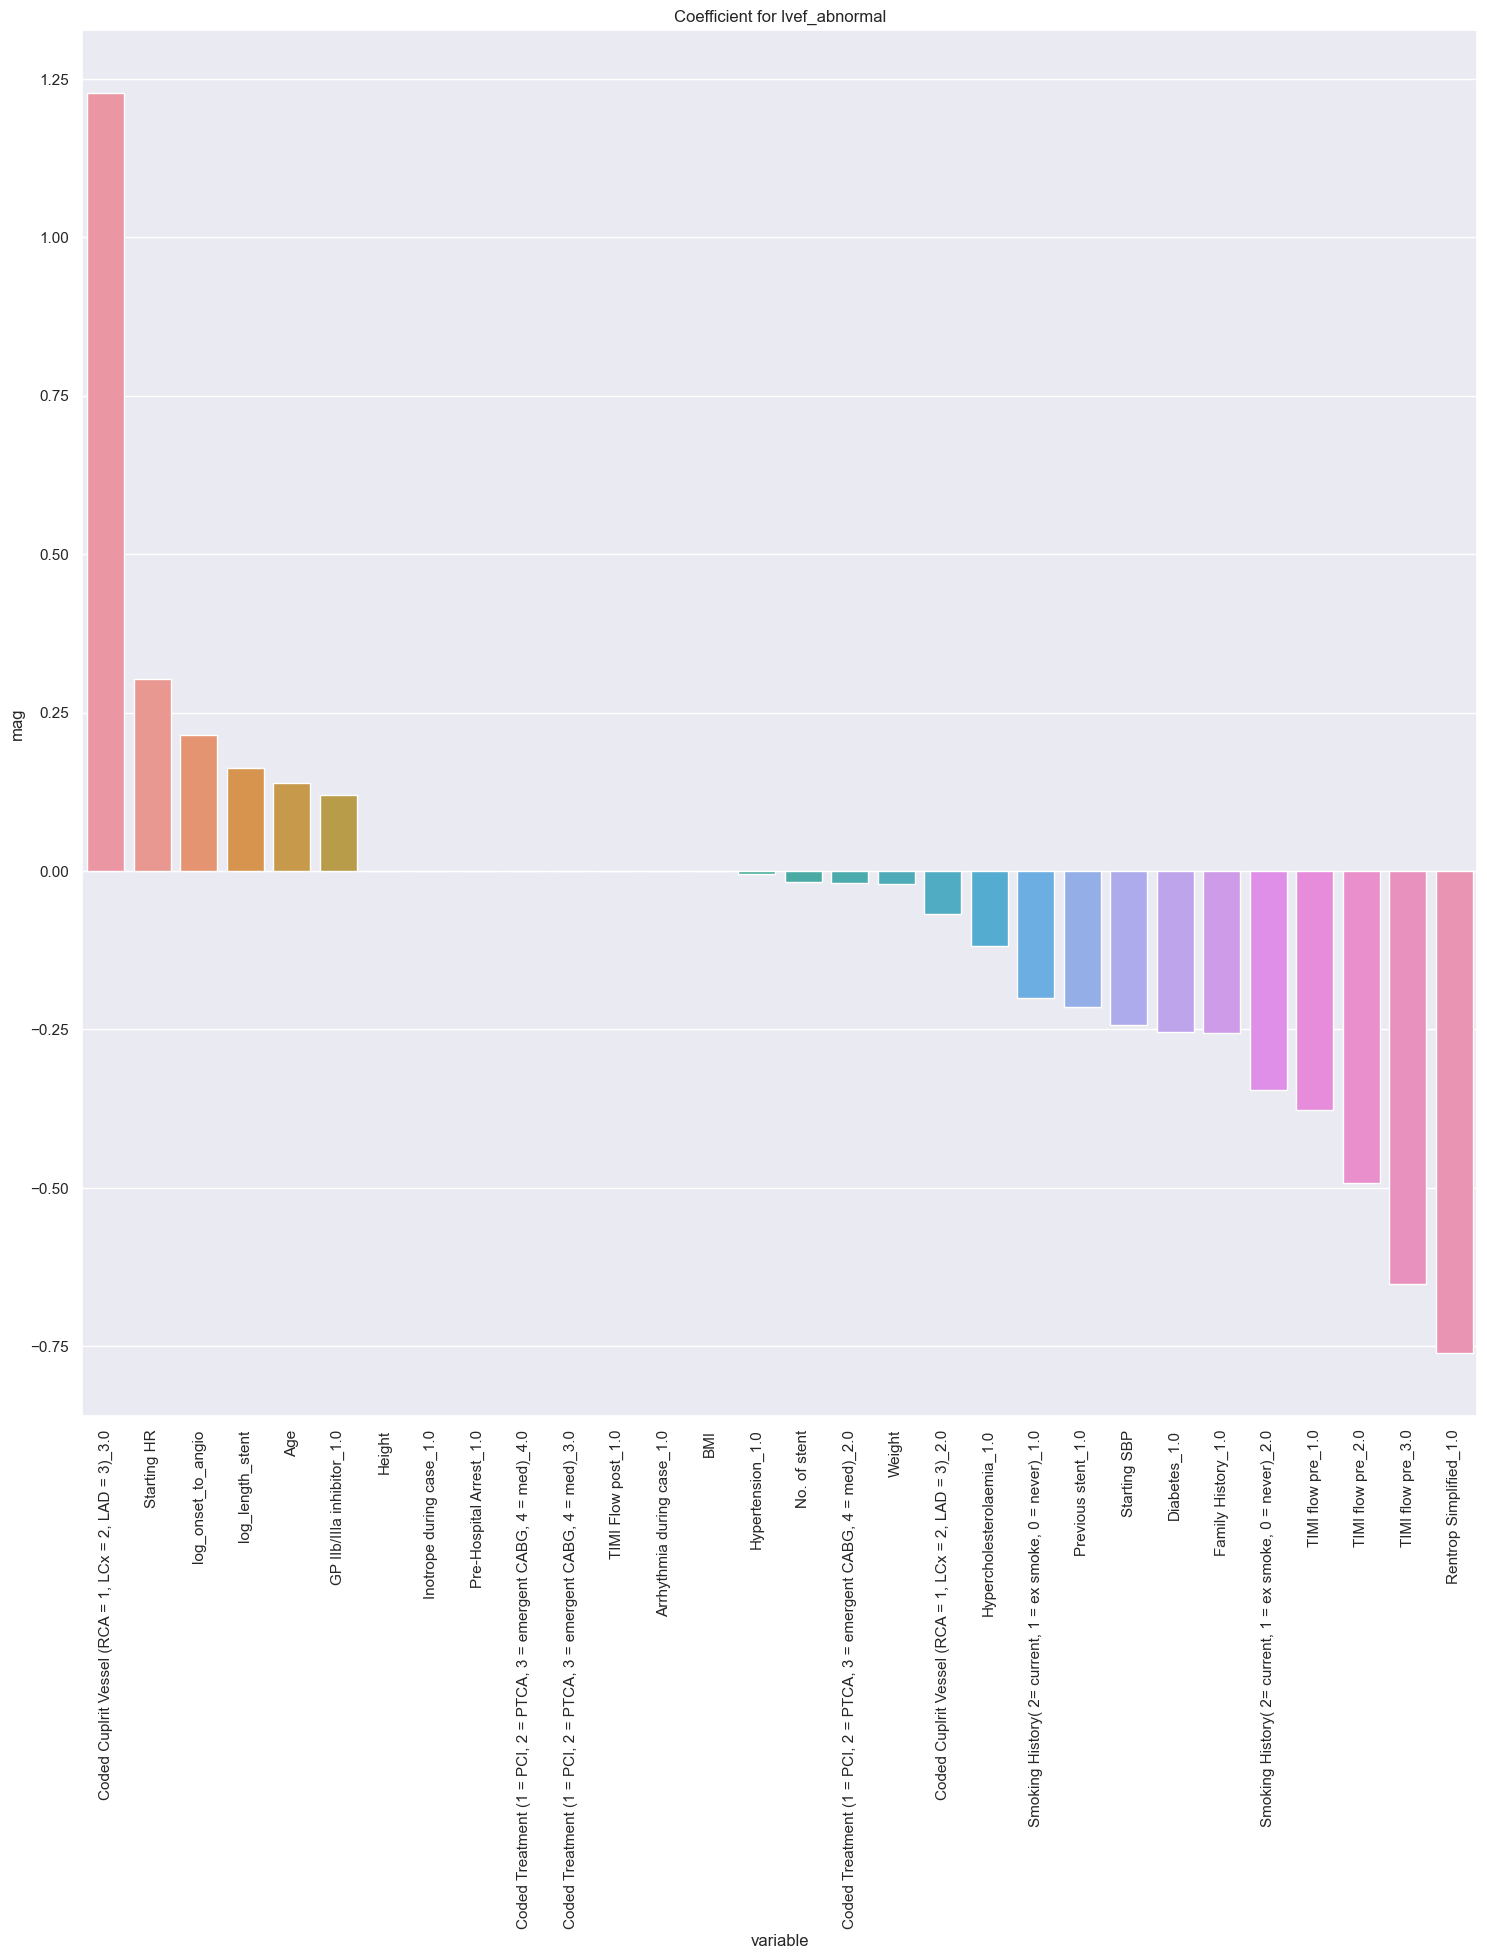 Coefficient for lvef_abnormal
1.25
1.00
0.75
0.50
0.25
0.00
−0.25
−0.50
−0.75
mag
Coded Cuplrit Vessel (RCA = 1, LCx = 2, LAD = 3)_3.0
Starting HR
log_onset_to_angio
log_length_stent
Age
GP IIb/IIIa inhibitor_1.0
Height
Inotrope during case_1.0
Pre-Hospital Arrest_1.0
Coded Treatment (1 = PCI, 2 = PTCA, 3 = emergent CABG, 4 = med)_4.0
Coded Treatment (1 = PCI, 2 = PTCA, 3 = emergent CABG, 4 = med)_3.0
TIMI Flow post_1.0
Arrhythmia during case_1.0
BMI
Hypertension_1.0
No. of stent
Coded Treatment (1 = PCI, 2 = PTCA, 3 = emergent CABG, 4 = med)_2.0
Weight
Coded Cuplrit Vessel (RCA = 1, LCx = 2, LAD = 3)_2.0
Hypercholesterolaemia_1.0
Smoking History( 2= current, 1 = ex smoke, 0 = never)_1.0
Previous stent_1.0
Starting SBP
Diabetes_1.0
Family History_1.0
Smoking History( 2= current, 1 = ex smoke, 0 = never)_2.0
TIMI flow pre_1.0
TIMI flow pre_2.0
TIMI flow pre_3.0
Rentrop Simplified_1.0
variable